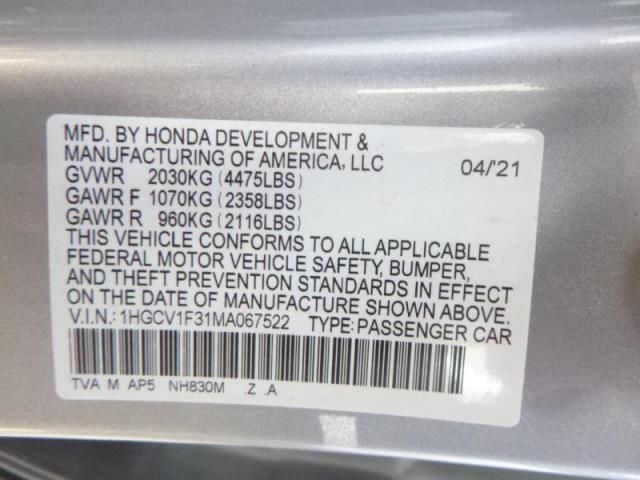 MFD. BY HONDA DEVELOPMENT &
MANUFACTURING OF AMERICA, LLC 04/'21
GVWR 2030KG (4475LBS)
GAWR F 1070KG (2358LBS)
GAWR R 960KG (2116LBS)
THIS VEHICLE CONFORMS TO ALL APPLICABLE
FEDERAL MOTOR VEHICLE SAFETY, BUMPER,
AND THEFT PREVENTION STANDARDS IN EFFECT
ON THE DATE OF MANUFACTURE SHOWN ABOVE.
V.I.N.: 1HGCV1F31MA067522 TYPE: PASSENGER CAR
TVA M AP5 NH830M .Z .A